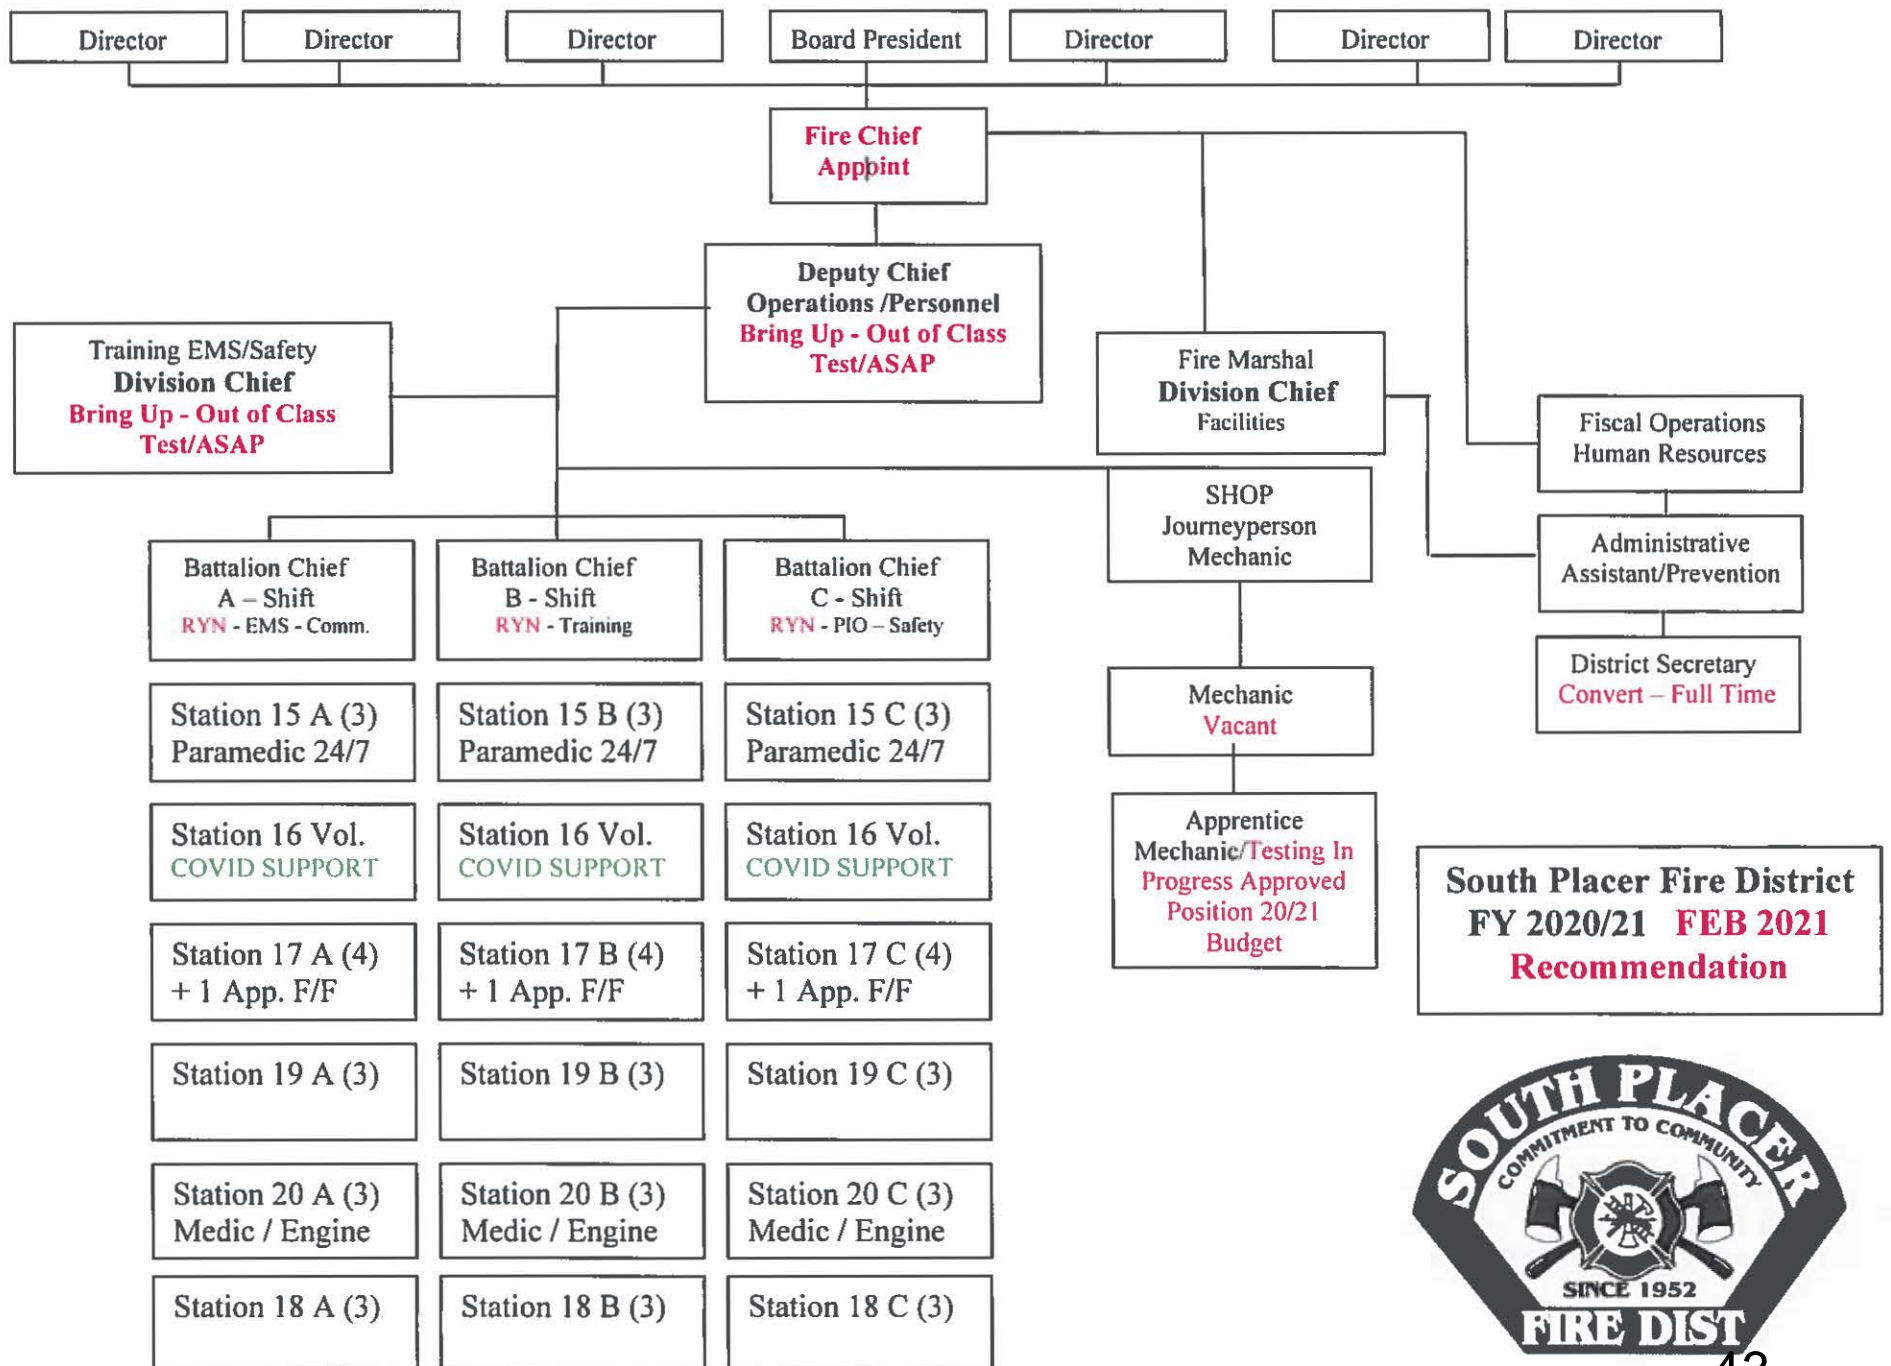 Director
Director
Director
Board President
Director
Director
Director
Fire Chief
Apppint
Deputy Chief
Operations /Personnel
Bring Up - Out of Class
Test/ASAP
Training EMS/Safety
Division Chief
Bring Up - Out of Class
Test/ASAP
Fire Marshal
Division Chief
Facilities
Fiscal Operations
Human Resources
SHOP
Journeyperson
Mechanic
Administrative
Assistant/Prevention
Battalion Chief
A – Shift
RYN - EMS - Comm.
Battalion Chief
B - Shift
RYN - Training
Battalion Chief
C - Shift
RYN - PIO – Safety
District Secretary
Convert – Full Time
Mechanic
Vacant
Station 15 A (3)
Paramedic 24/7
Station 15 B (3)
Paramedic 24/7
Station 15 C (3)
Paramedic 24/7
Apprentice
Mechanic/Testing In
Progress Approved
Position 20/21
Budget
Station 16 Vol.
COVID SUPPORT
Station 16 Vol.
COVID SUPPORT
Station 16 Vol.
COVID SUPPORT
South Placer Fire District
FY 2020/21 FEB 2021
Recommendation
Station 17 A (4)
+ 1 App. F/F
Station 17 B (4)
+ 1 App. F/F
Station 17 C (4)
+ 1 App. F/F
Station 19 A (3)
Station 19 B (3)
Station 19 C (3)
Station 20 A (3)
Medic / Engine
Station 20 B (3)
Medic / Engine
Station 20 C (3)
Medic / Engine
Station 18 A (3)
Station 18 B (3)
Station 18 C (3)
SOUTH PLACER
COMMITMENT TO COMMUNITY
SINCE 1952
FIRE DIST